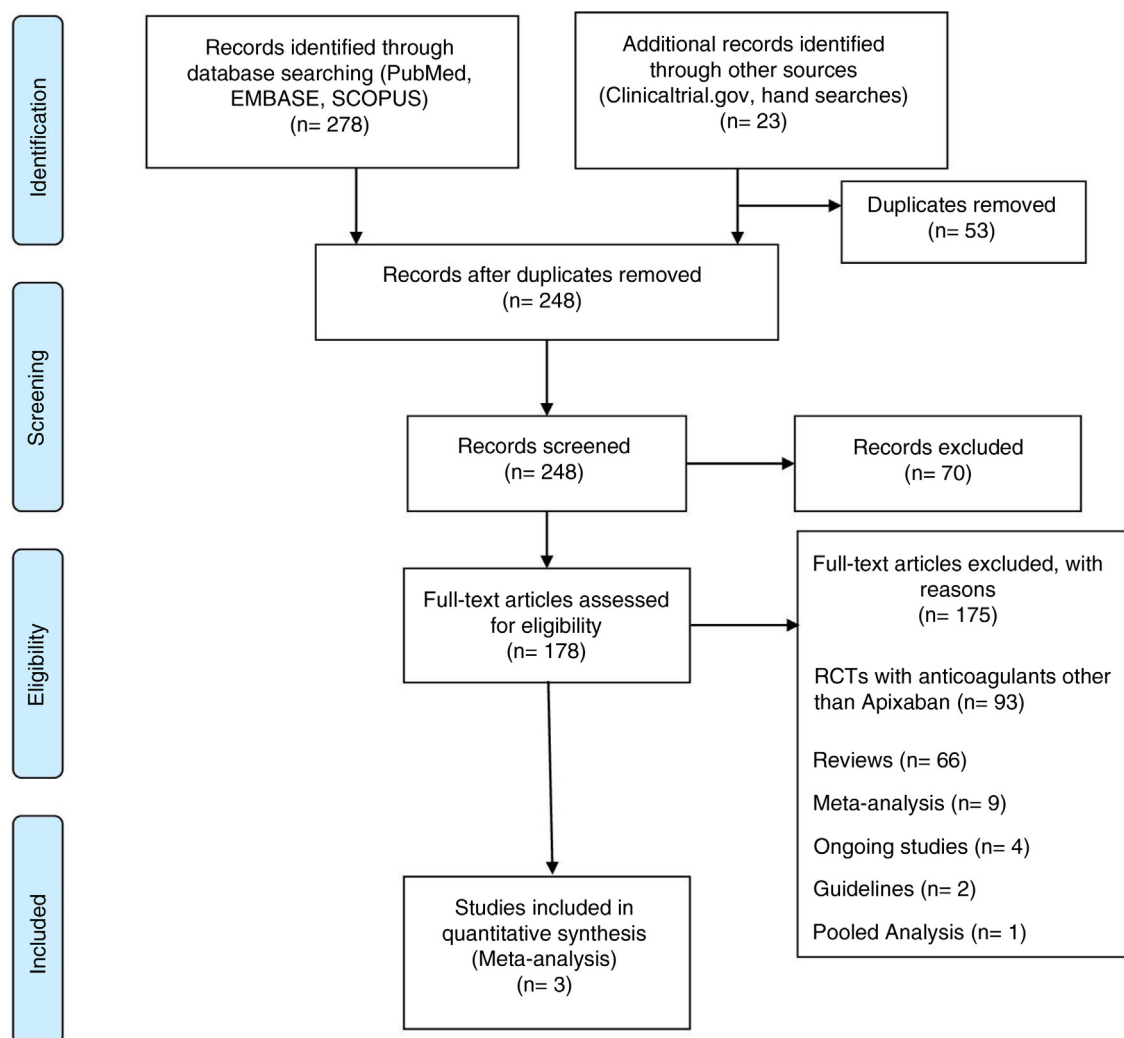 Identification
Records identified through
database searching (PubMed,
EMBASE, SCOPUS)
(n= 278)
Additional records identified
through other sources
(Clinicaltrial.gov, hand searches)
(n= 23)
Duplicates removed
(n= 53)
Records after duplicates removed
(n= 248)
Screening
Records screened
(n= 248)
Records excluded
(n= 70)
Eligibility
Full-text articles assessed
for eligibility
(n= 178)
Full-text articles excluded, with
reasons
(n= 175)
RCTs with anticoagulants other
than Apixaban (n= 93)
Reviews (n= 66)
Meta-analysis (n= 9)
Ongoing studies (n= 4)
Guidelines (n= 2)
Pooled Analysis (n= 1)
Included
Studies included in
quantitative synthesis
(Meta-analysis)
(n= 3)